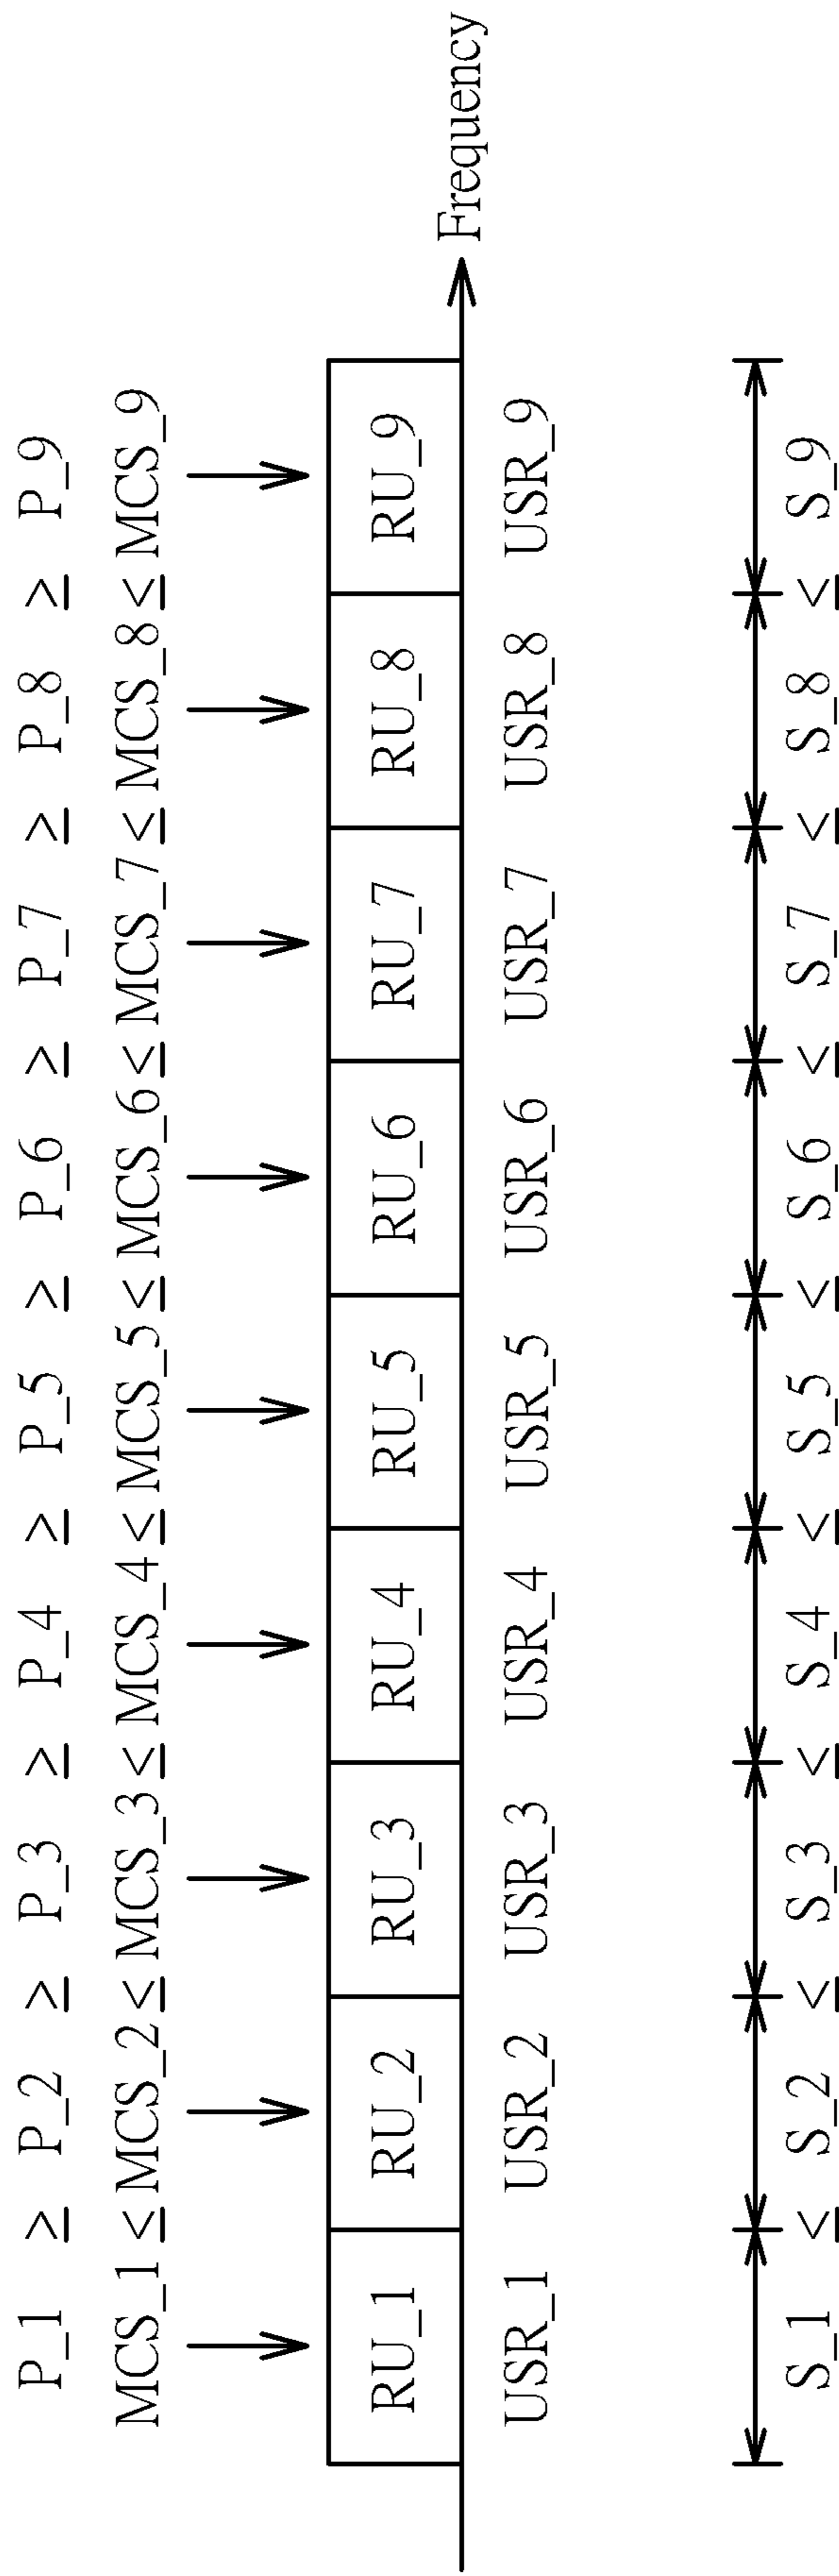 P_1 ≥ P_2 ≥ P_3 ≥ P_4 ≥ P_5 ≥ P_6 ≥ P_7 ≥ P_8 ≥ P_9
MCS_1 ≤ MCS_2 ≤ MCS_3 ≤ MCS_4 ≤ MCS_5 ≤ MCS_6 ≤ MCS_7 ≤ MCS_8 ≤ MCS_9
RU_1 RU_2 RU_3 RU_4 RU_5 RU_6 RU_7 RU_8 RU_9
Frequency
USR_1 USR_2 USR_3 USR_4 USR_5 USR_6 USR_7 USR_8 USR_9
S_1 ≤ S_2 ≤ S_3 ≤ S_4 ≤ S_5 ≤ S_6 ≤ S_7 ≤ S_8 ≤ S_9